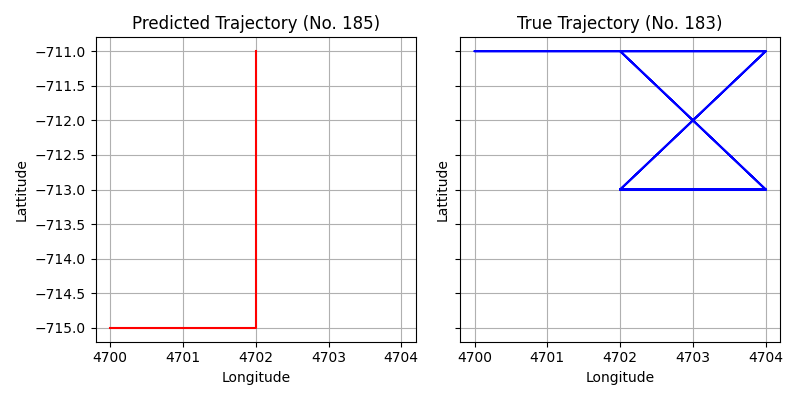 Predicted Trajectory (No. 185)
True Trajectory (No. 183)
−711.0
−711.5
−712.0
−712.5
−713.0
−713.5
−714.0
−714.5
−715.0
Lattitude
Lattitude
4700 4701 4702 4703 4704
4700 4701 4702 4703 4704
Longitude
Longitude